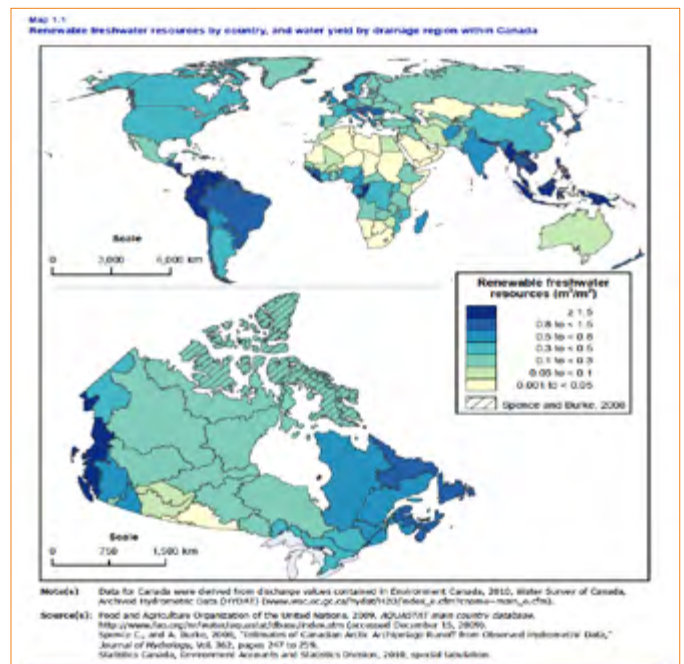 Map 1.1
Renewable freshwater resources by country, and water yield by drainage region within Canada
Scale
0 3,000 6,000 km
Renewable freshwater
resources (m³/m²)
≥ 1.5
0.8 to < 1.5
0.5 to < 0.8
0.3 to < 0.5
0.1 to < 0.3
0.05 to < 0.1
0.001 to < 0.05
Spence and Burke, 2008
Scale
0 750 1,500 km
Note(s): Data for Canada were derived from discharge values contained in Environment Canada, 2010, Water Survey of Canada,
Archived Hydrometric Data (HYDAT)
Source(s): Food and Agriculture Organization of the United Nations, 2009, AQUASTAT main country database,
(accessed December 15, 2009).
Spence C., and A. Burke, 2008, "Estimates of Canadian Arctic Archipelago Runoff from Observed Hydrometric Data,"
Journal of Hydrology, Vol. 362, pages 247 to 259.
Statistics Canada, Environment Accounts and Statistics Division, 2010, special tabulation.